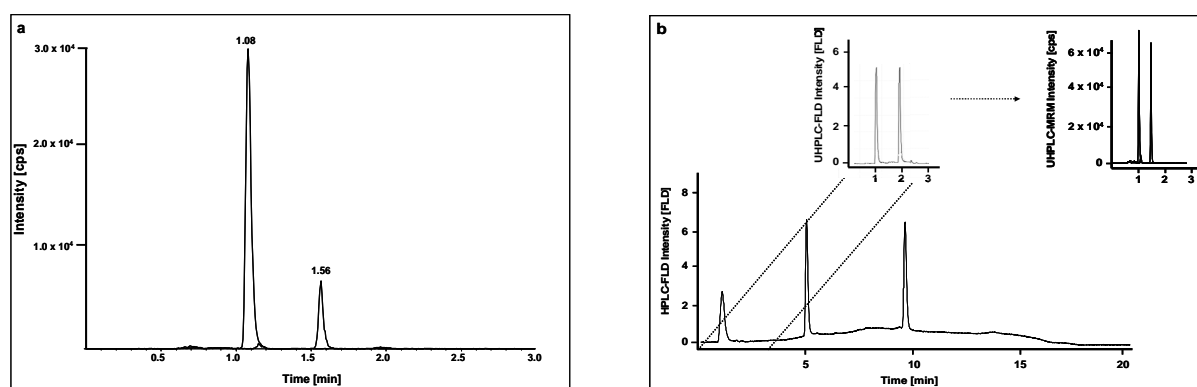 a
1.08
1.56
3.0 x 10⁴
2.0 x 10⁴
1.0 x 10⁴
Intensity [cps]
0.5 1.0 1.5 2.0 2.5 3.0
Time [min]
b
UHPLC-FLD Intensity [FLD]
6
4
2
0
1 2 3
UHPLC-MRM Intensity [cps]
6 x 10⁴
4 x 10⁴
2 x 10⁴
0
1 2 3
HPLC-FLD Intensity [FLD]
8
6
4
2
0
5 10 15 20
Time [min]